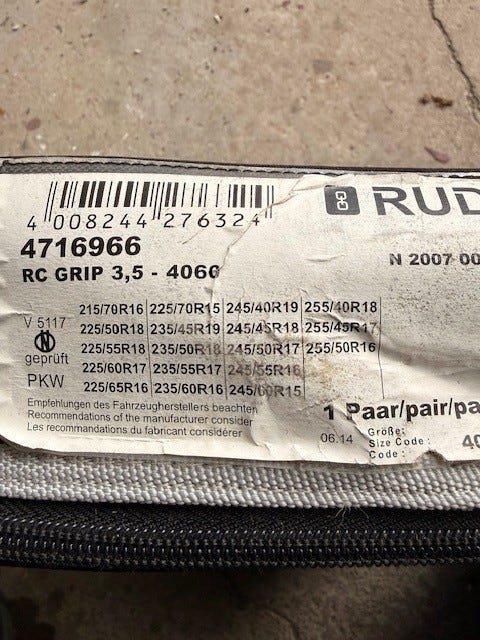 4 008244 276324
RUD
4716966
N 2007 00
RC GRIP 3,5 - 4060
V 5117
geprüft
PKW
215/70R16 225/70R15 245/40R19 255/40R18
225/50R18 235/45R19 245/45R18 255/45R17
225/55R18 235/50R18 245/50R17 255/50R16
225/60R17 235/55R17 245/55R16
225/65R16 235/60R16 245/60R15
Empfehlungen des Fahrzeugherstellers beachten
Recommendations of the manufacturer consider
Les recommandations du fabricant considérer
1 Paar/pair/pa
06.14
Größe:
Size Code : 40
Code :